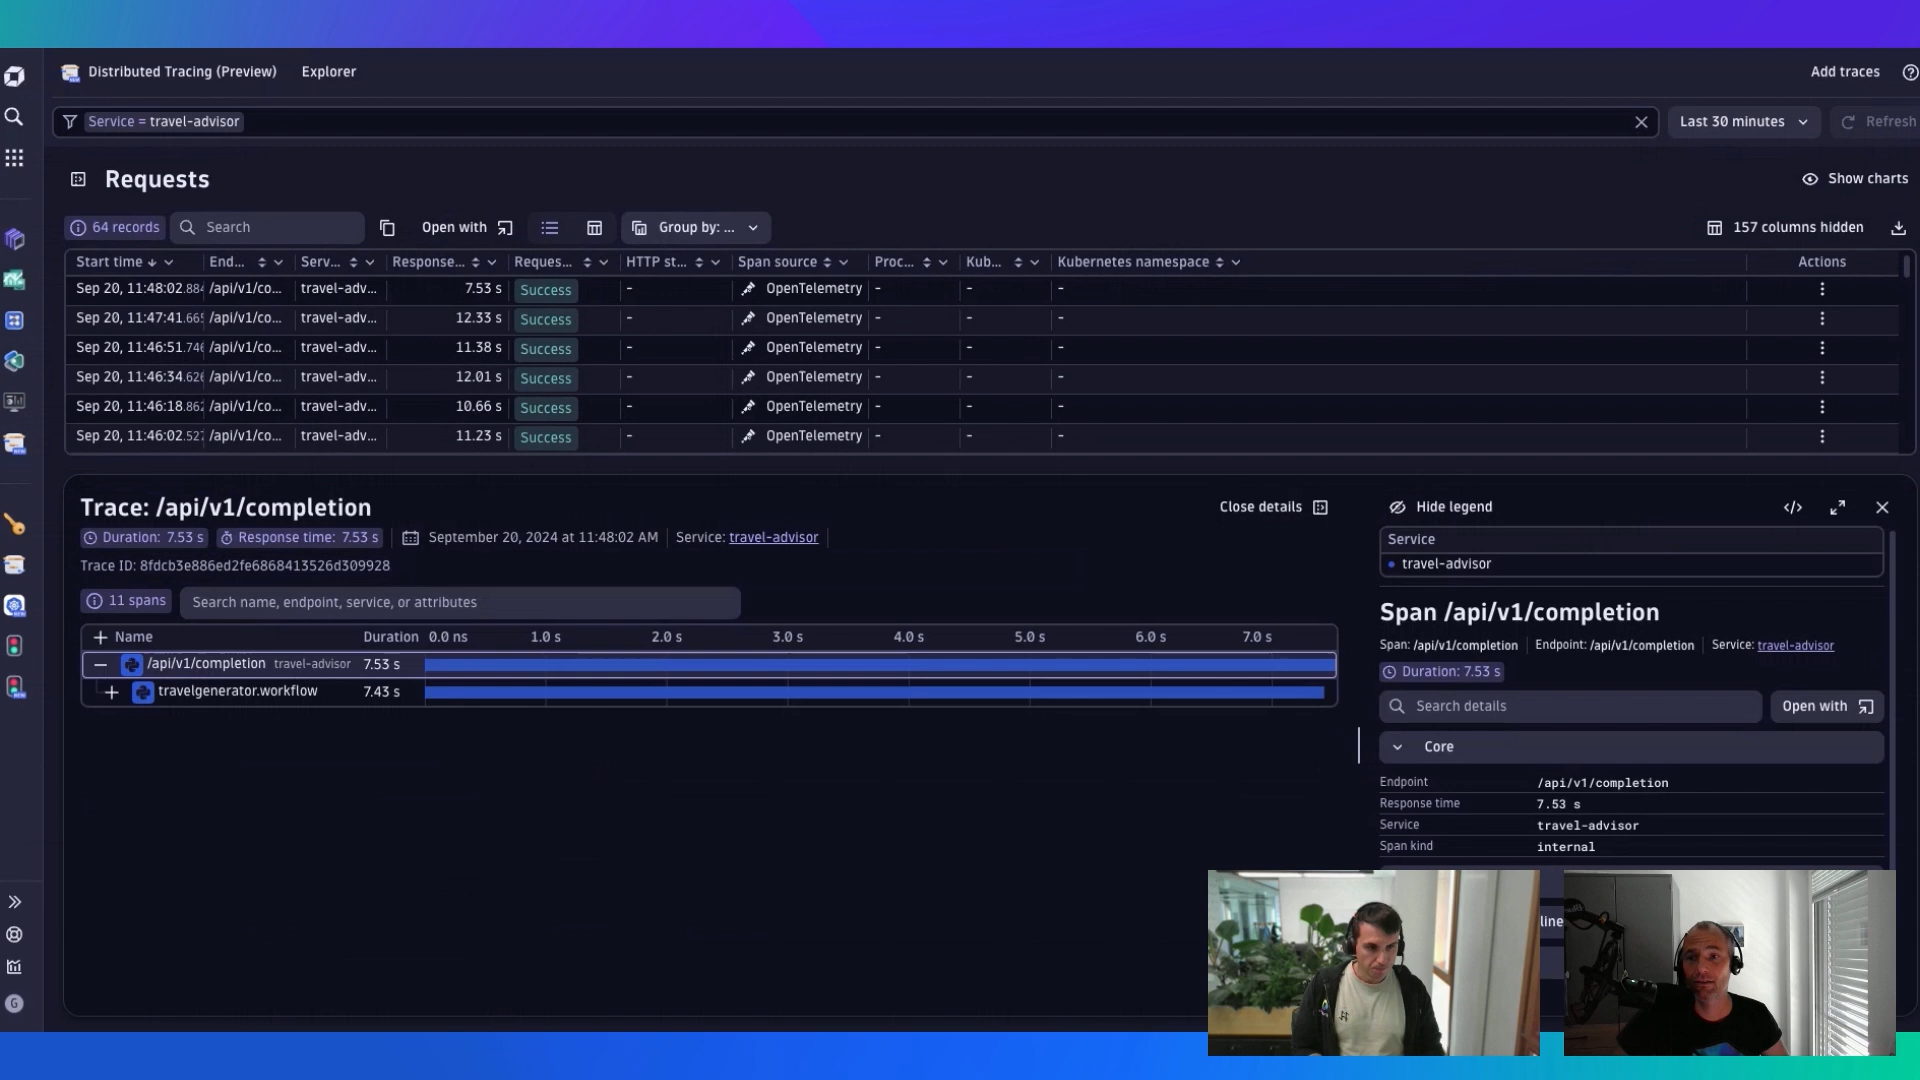 Distributed Tracing (Preview) Explorer Add traces
Service = travel-advisor Last 30 minutes Refresh
Requests Show charts
64 records Search Open with Group by: ... 157 columns hidden
Start time End... Serv... Response... Reques... HTTP st... Span source Proc... Kub... Kubernetes namespace Actions
Sep 20, 11:48:02.884 /api/v1/co... travel-adv... 7.53 s Success - OpenTelemetry - - -
Sep 20, 11:47:41.665 /api/v1/co... travel-adv... 12.33 s Success - OpenTelemetry - - -
Sep 20, 11:46:51.746 /api/v1/co... travel-adv... 11.38 s Success - OpenTelemetry - - -
Sep 20, 11:46:34.626 /api/v1/co... travel-adv... 12.01 s Success - OpenTelemetry - - -
Sep 20, 11:46:18.862 /api/v1/co... travel-adv... 10.66 s Success - OpenTelemetry - - -
Sep 20, 11:46:02.527 /api/v1/co... travel-adv... 11.23 s Success - OpenTelemetry - - -
Trace: /api/v1/completion Close details
Duration: 7.53 s Response time: 7.53 s September 20, 2024 at 11:48:02 AM Service: travel-advisor
Trace ID: 8fdcb3e886ed2fe6868413526d309928
11 spans Search name, endpoint, service, or attributes
Name Duration 0.0 ns 1.0 s 2.0 s 3.0 s 4.0 s 5.0 s 6.0 s 7.0 s
/api/v1/completion travel-advisor 7.53 s
travelgenerator.workflow 7.43 s
Hide legend
Service
travel-advisor
Span /api/v1/completion
Span: /api/v1/completion Endpoint: /api/v1/completion Service: travel-advisor
Duration: 7.53 s
Search details Open with
Core
Endpoint /api/v1/completion
Response time 7.53 s
Service travel-advisor
Span kind internal
line
G